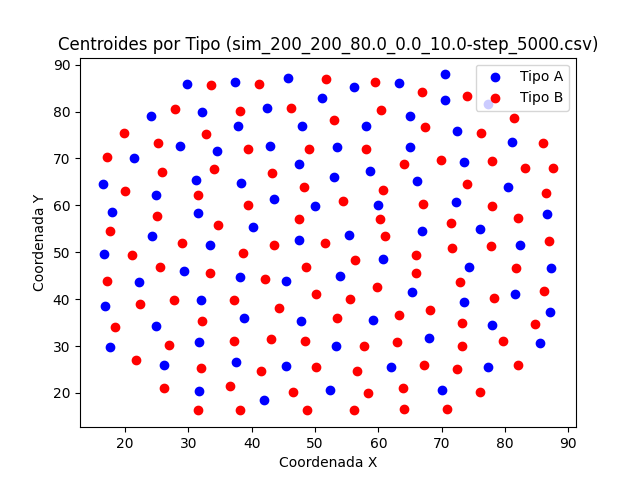 Centroides por Tipo (sim_200_200_80.0_0.0_10.0-step_5000.csv)
Tipo A
Tipo B
90
80
70
60
50
40
30
20
Coordenada Y
20 30 40 50 60 70 80 90
Coordenada X